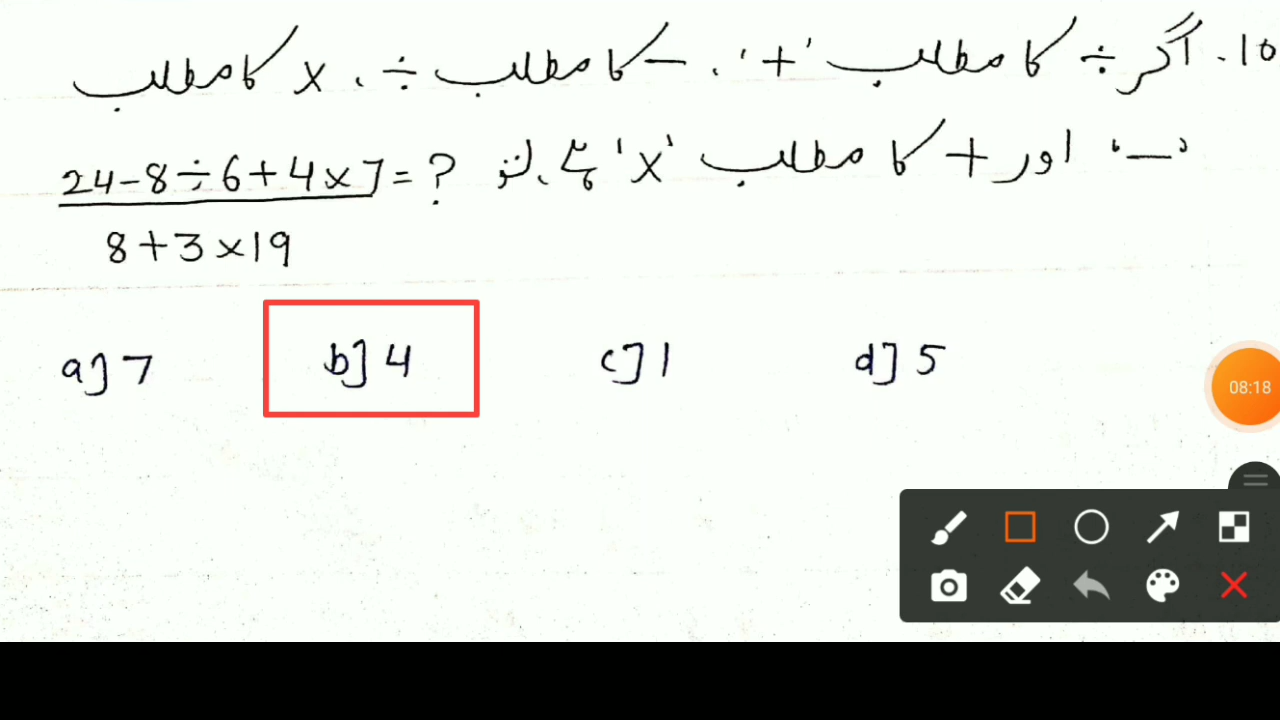 10. اگر ÷ کا مطلب '+'، − کا مطلب ÷، x کا مطلب
'−' اور + کا مطلب 'x' ہے، تو
24-8÷6+4x7 = ?
8+3x19
a] 7 b] 4 c] 1 d] 5
08:18